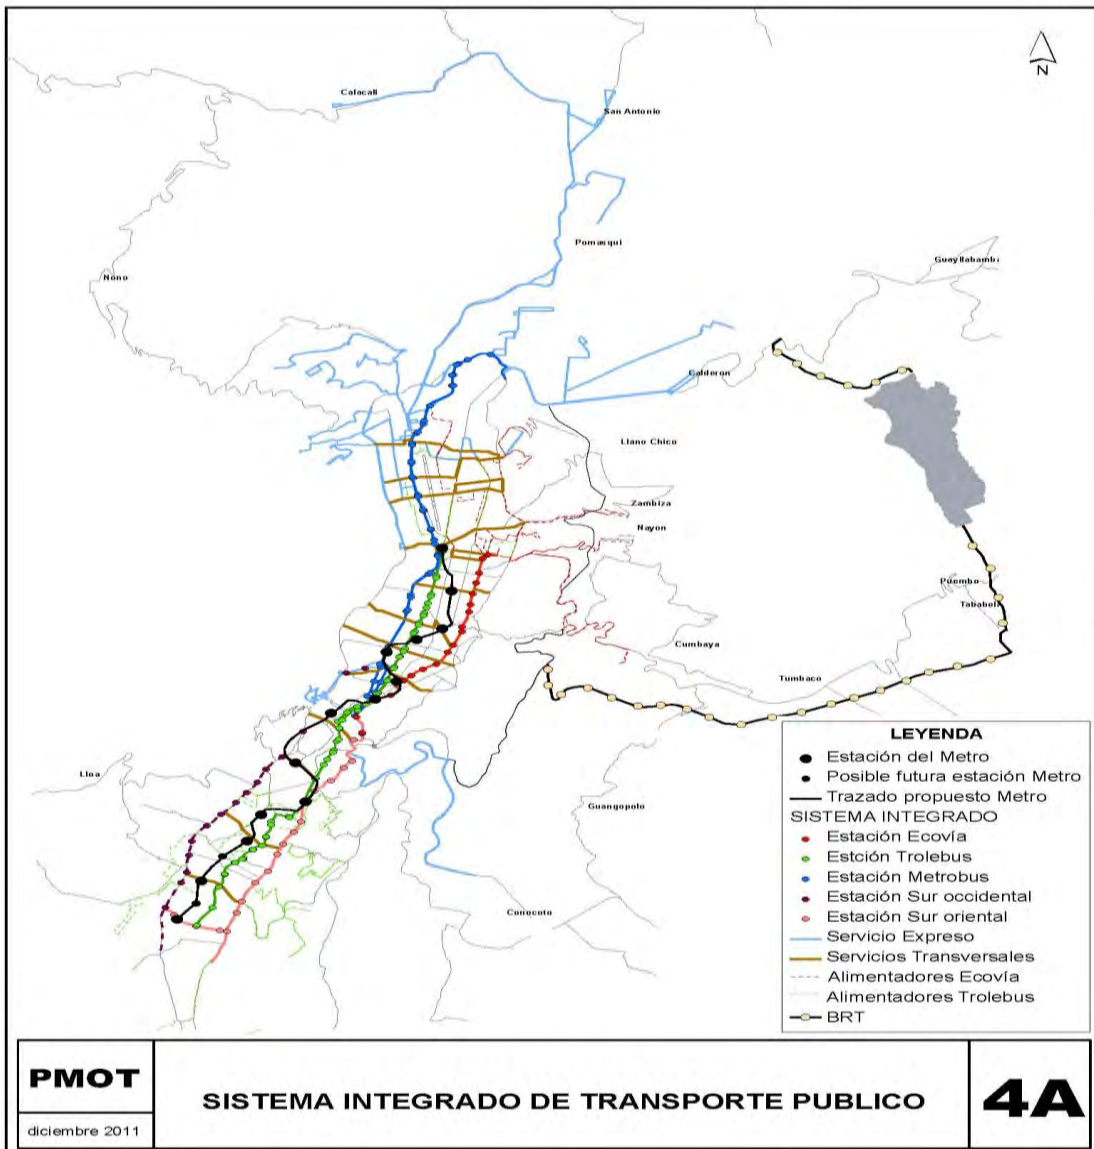 N
Calacali
San Antonio
Pomasqui
Guayllabamba
Nono
Calderon
Llano Chico
Zambiza
Nayon
Puembo
Tababel
Cumbaya
Tumbaco
Lloa
Guangopolo
Conocoto
LEYENDA
Estación del Metro
Posible futura estación Metro
Trazado propuesto Metro
SISTEMA INTEGRADO
Estación Ecovía
Estción Trolebus
Estación Metrobus
Estación Sur occidental
Estación Sur oriental
Servicio Expreso
Servicios Transversales
Alimentadores Ecovía
Alimentadores Trolebus
BRT
PMOT
diciembre 2011
SISTEMA INTEGRADO DE TRANSPORTE PUBLICO
4A